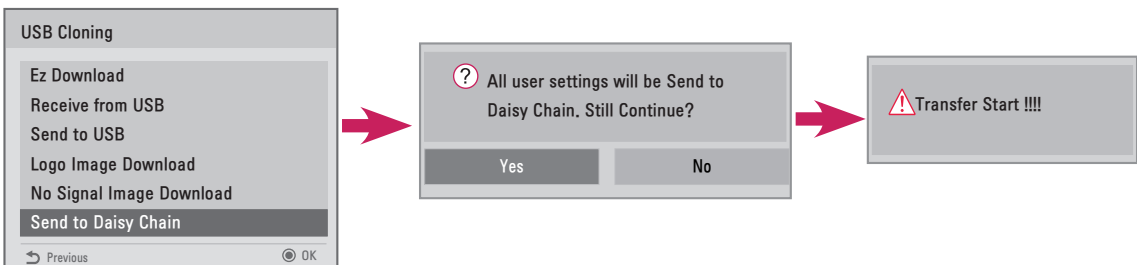 USB Cloning
Ez Download
Receive from USB
Send to USB
Logo Image Download
No Signal Image Download
Send to Daisy Chain
Previous
OK
? All user settings will be Send to
Daisy Chain. Still Continue?
Yes
No
Transfer Start !!!!